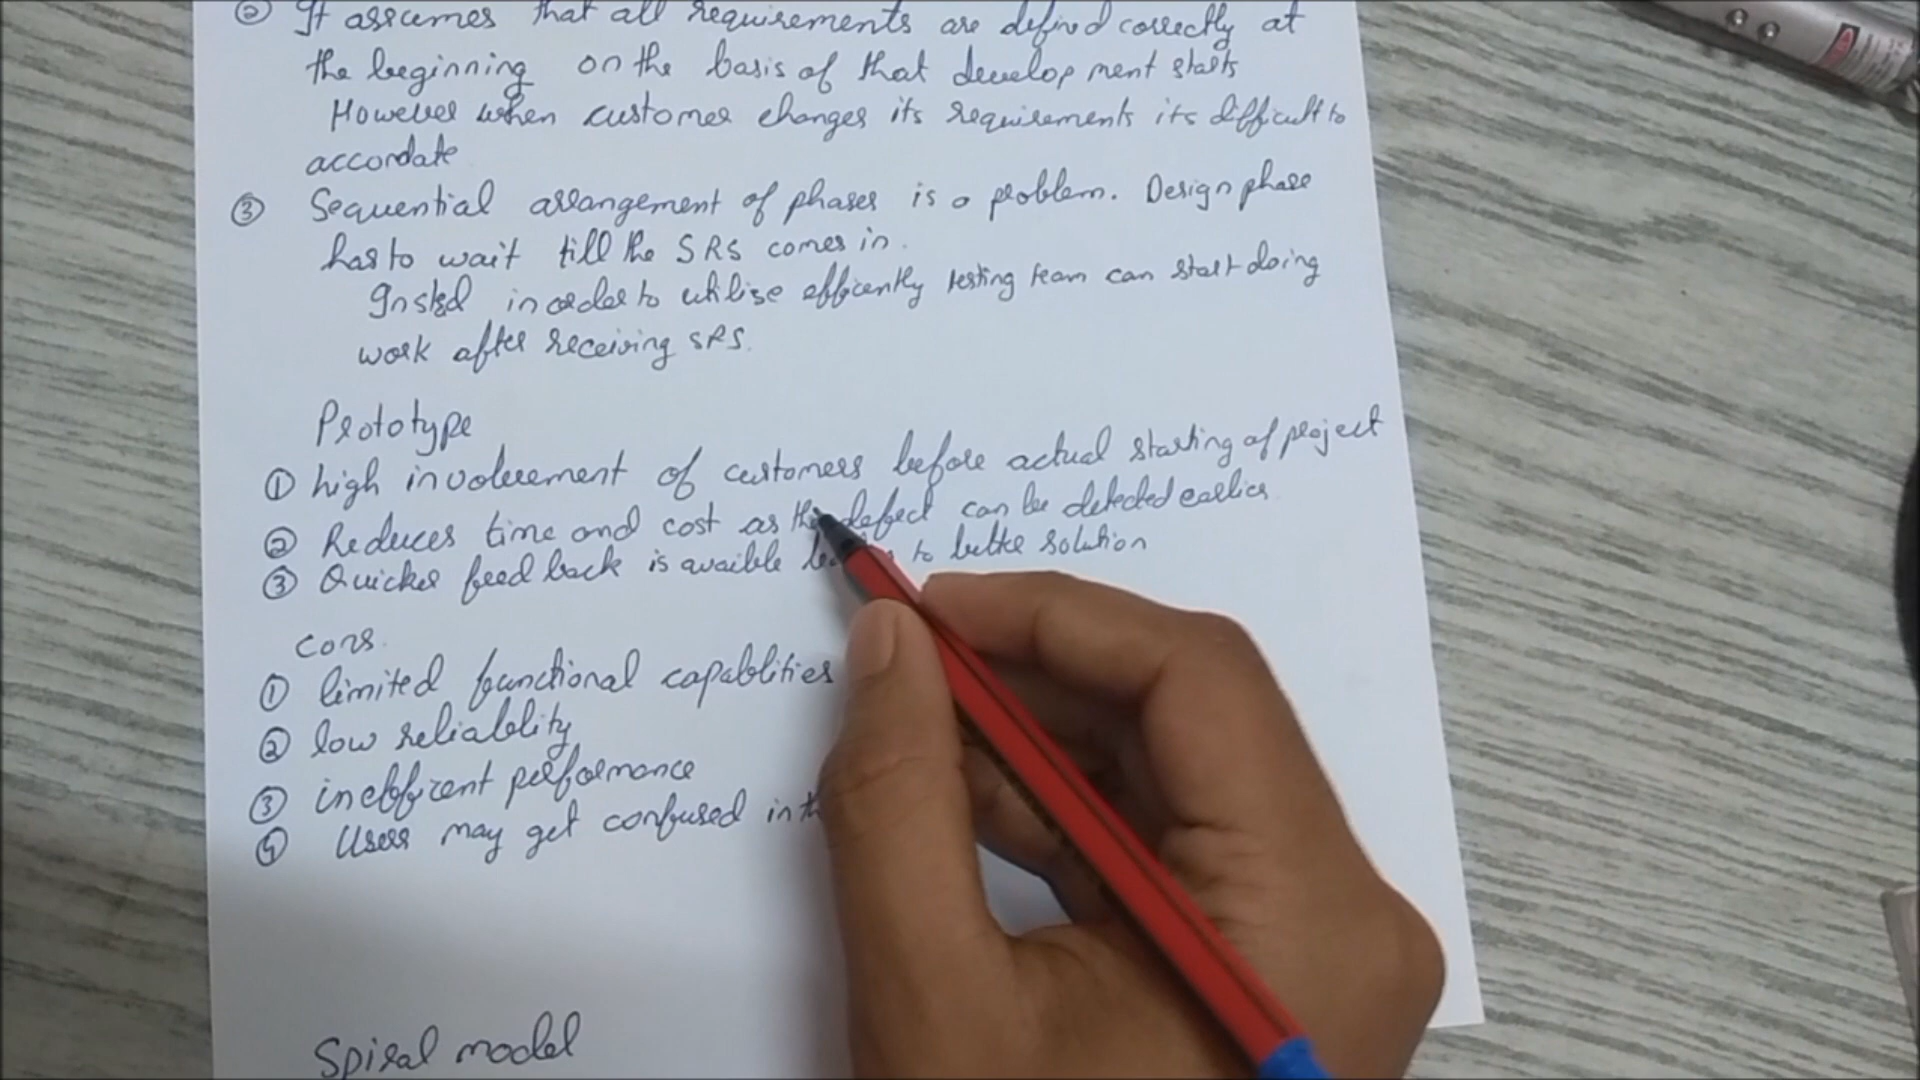 ② It assumes that all requirements are defined correctly at
the beginning on the basis of that development starts
However when customer changes its requirements its difficult to
accordate
③ Sequential arrangement of phases is a problem. Design phase
has to wait till the SRS comes in.
in order to utilise efficently testing team can start doing
work after receiving SRS.
Prototype
① high involvement of customers before actual starting of project
② Reduces time and cost as the defect can be detected earlier
③ Quicker feed back is avaible to better solution
cons.
① limited functional capablities
② low reliablity
③ inefficent performance
④ Users may get confused in
Spiral model